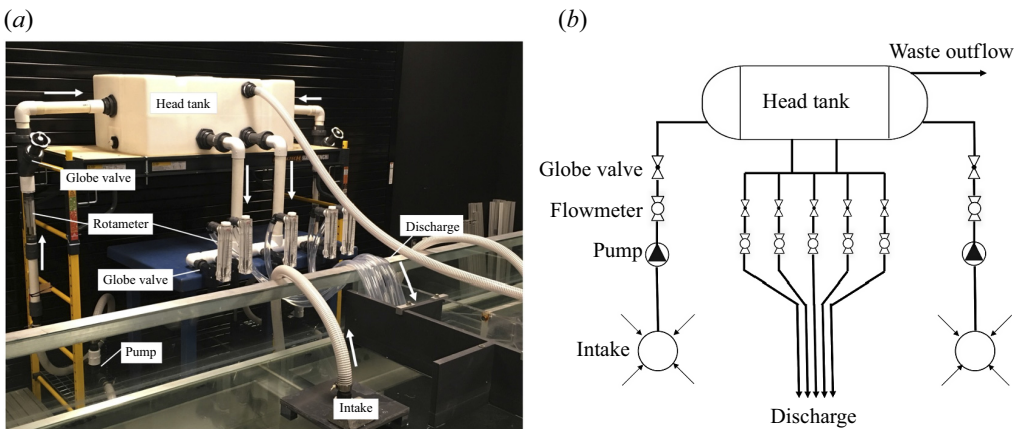 (a)
Head tank
Globe valve
Rotameter
Discharge
Globe valve
Pump
Intake
(b)
Waste outflow
Head tank
Globe valve
Flowmeter
Pump
Intake
Discharge